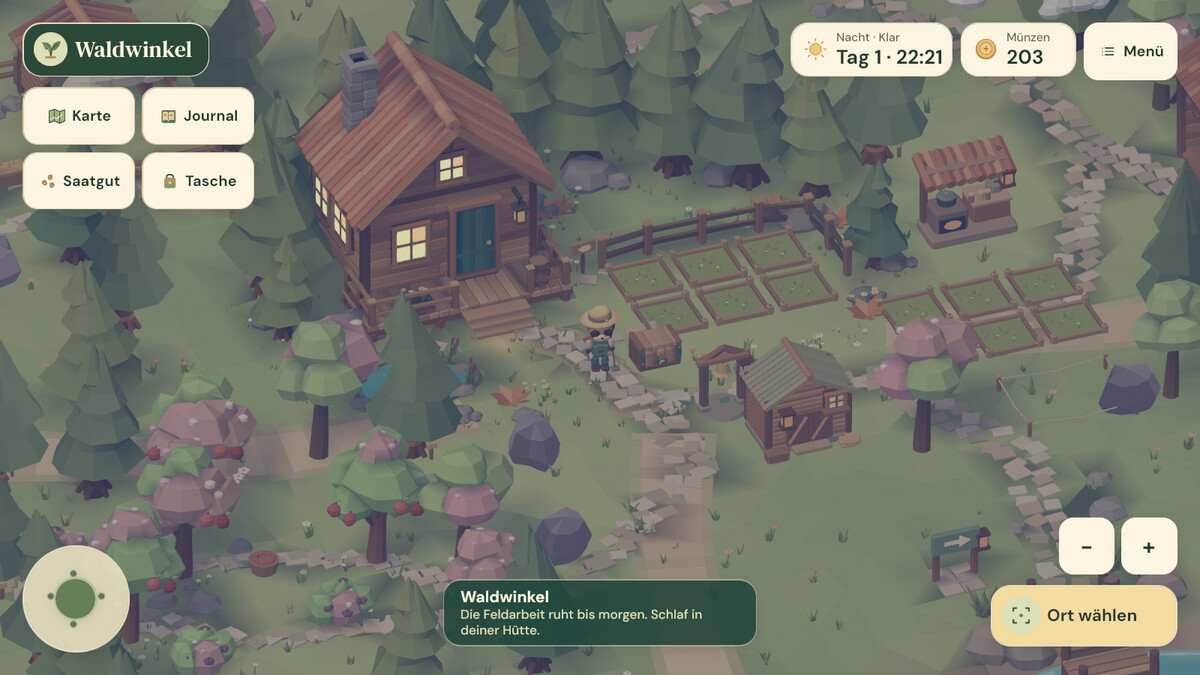 Waldwinkel
Nacht · Klar
Tag 1 · 22:21
Münzen
203
Menü
Karte
Journal
Saatgut
Tasche
−
+
Waldwinkel
Die Feldarbeit ruht bis morgen. Schlaf in
deiner Hütte.
Ort wählen